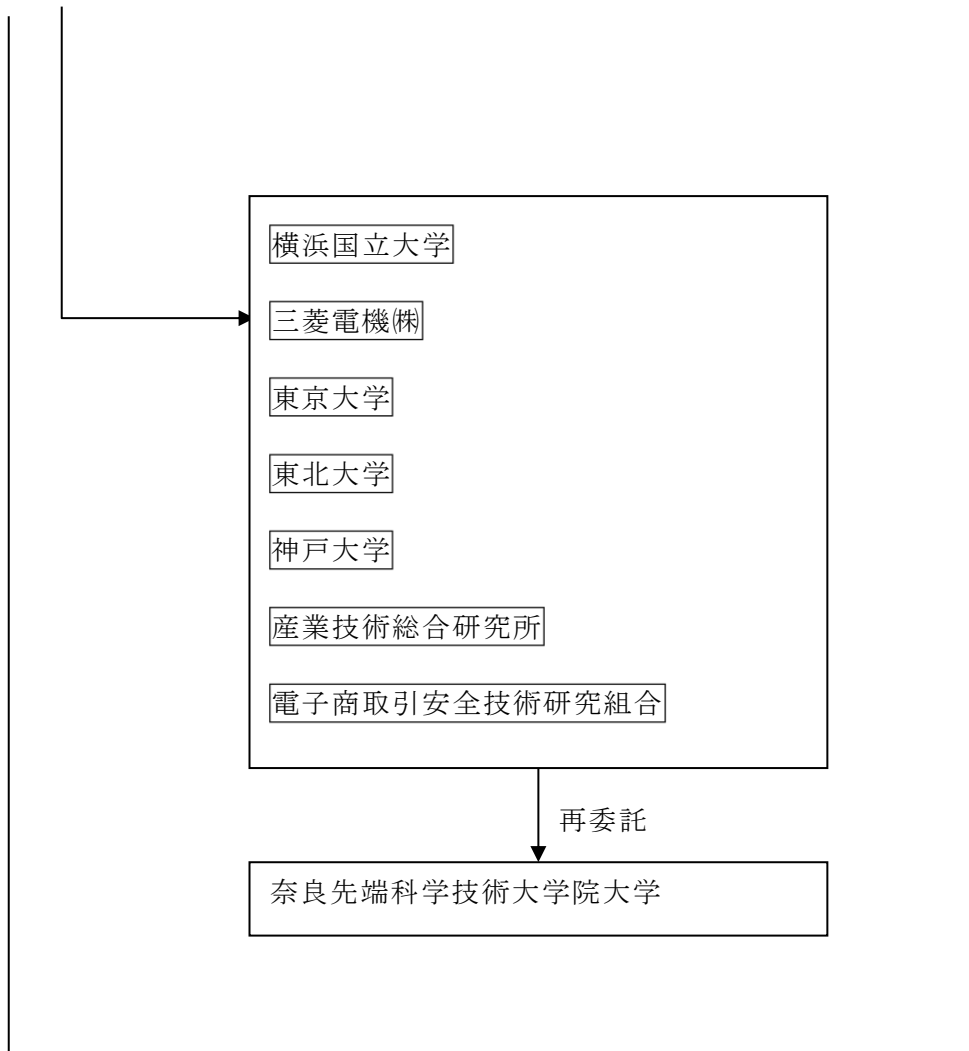 横浜国立大学
三菱電機㈱
東京大学
東北大学
神戸大学
産業技術総合研究所
電子商取引安全技術研究組合
再委託
奈良先端科学技術大学院大学